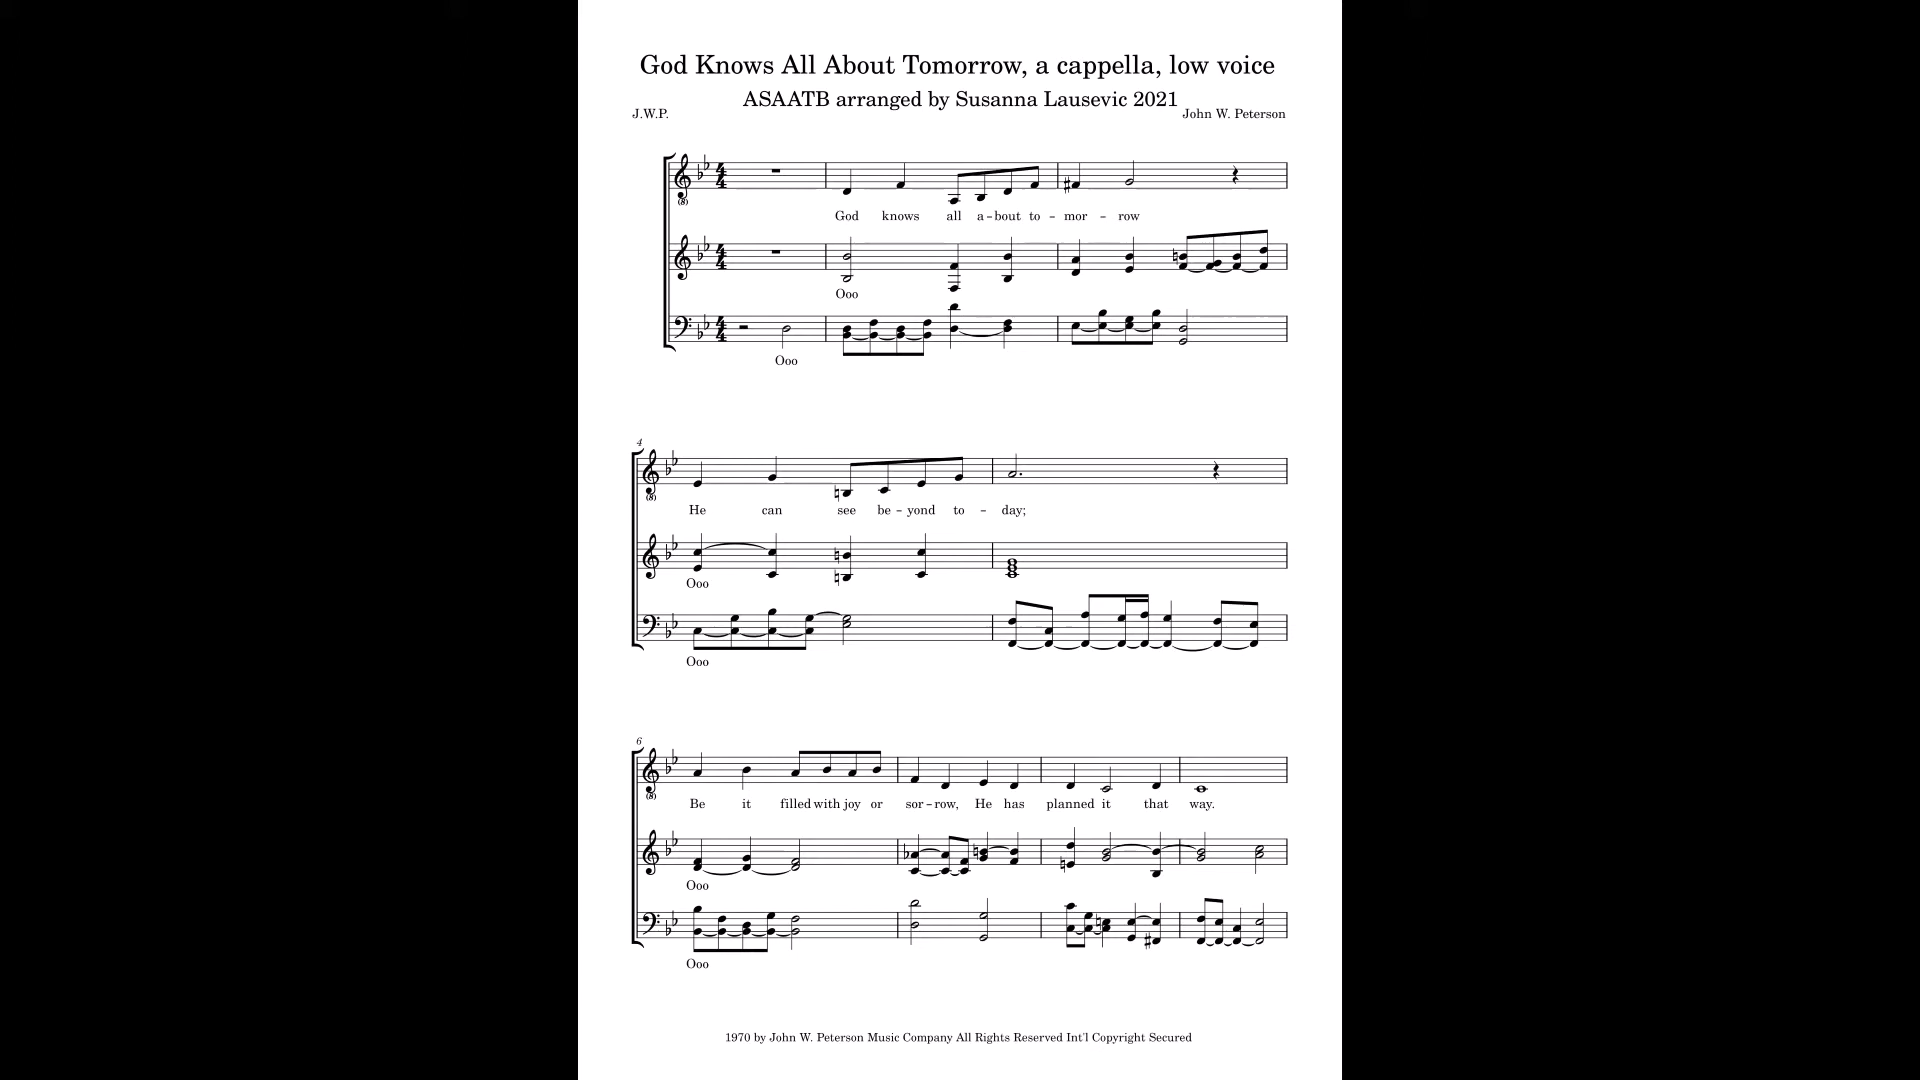 God Knows All About Tomorrow, a cappella, low voice
ASAATB arranged by Susanna Lausevic 2021
J.W.P.
John W. Peterson
God knows all a-bout to-mor-row
Ooo
Ooo
4
He can see be-yond to-day;
Ooo
Ooo
6
Be it filled with joy or sor-row, He has planned it that way.
Ooo
Ooo
1970 by John W. Peterson Music Company All Rights Reserved Int'l Copyright Secured